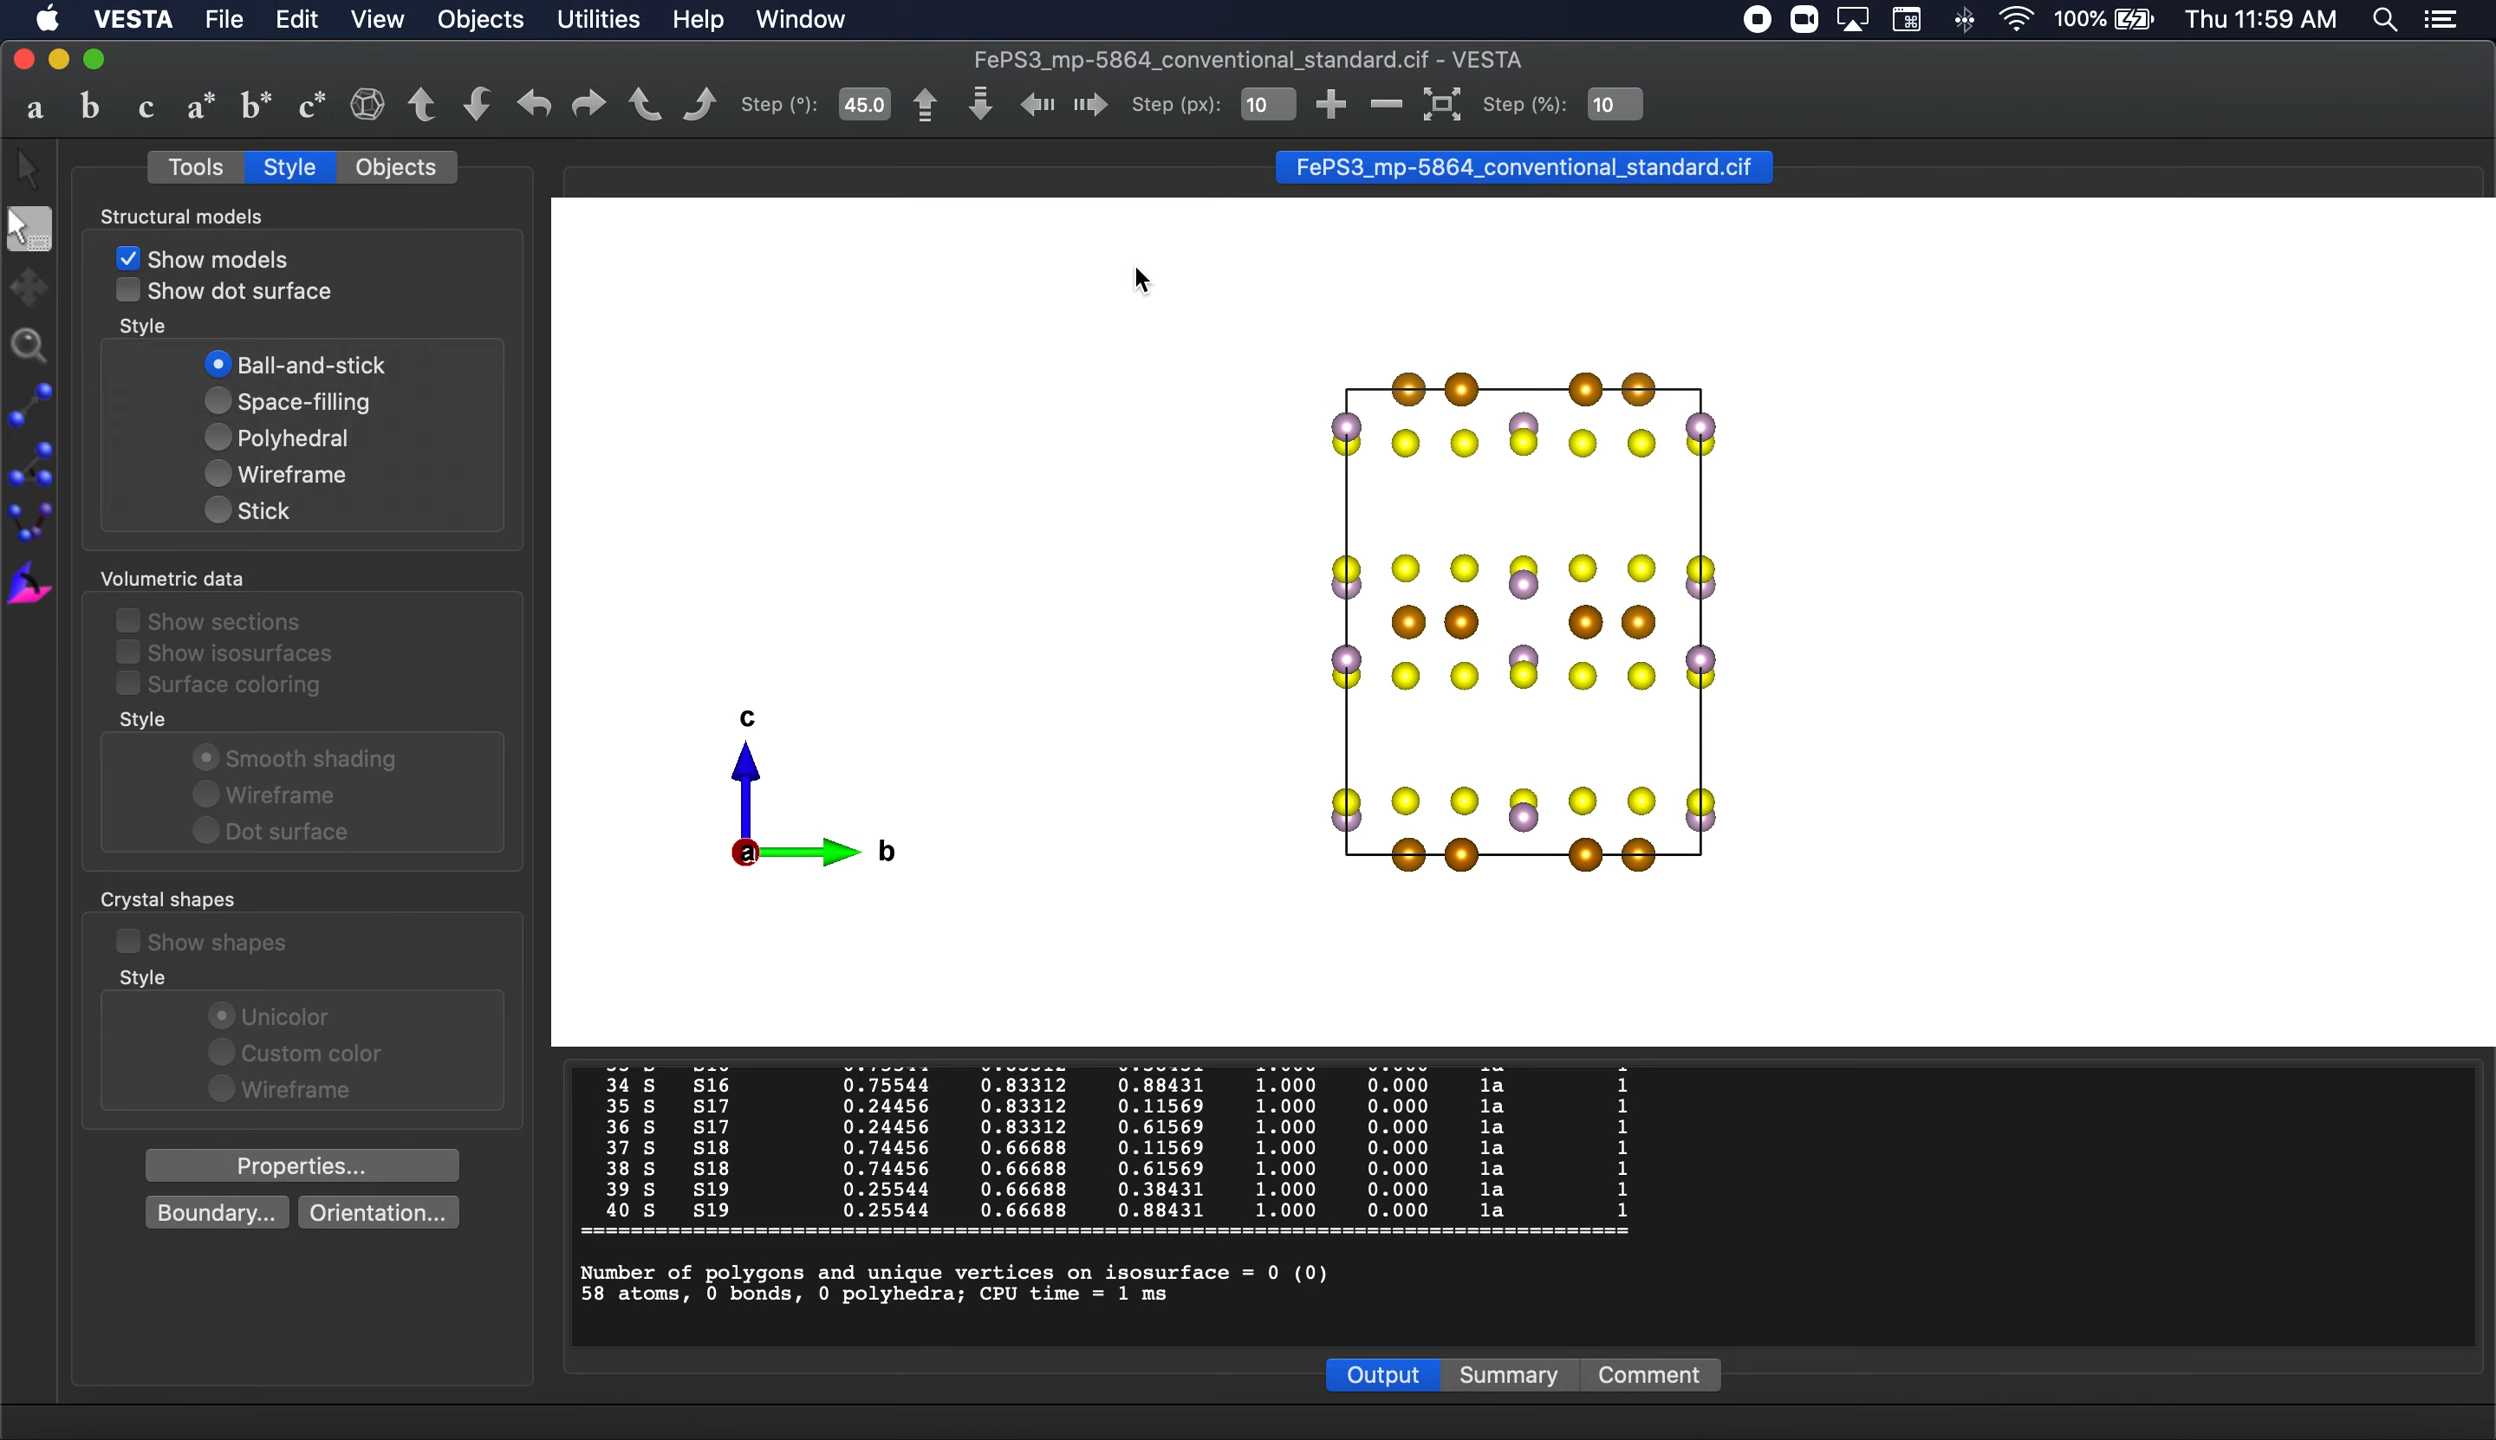 VESTA File Edit View Objects Utilities Help Window 100% Thu 11:59 AM
FePS3_mp-5864_conventional_standard.cif - VESTA
a b c a* b* c* Step (°): 45.0 Step (px): 10 Step (%): 10
Tools Style Objects
FePS3_mp-5864_conventional_standard.cif
Structural models
Show models
Show dot surface
Style
Ball-and-stick
Space-filling
Polyhedral
Wireframe
Stick
Volumetric data
Show sections
Show isosurfaces
Surface coloring
Style
Smooth shading
Wireframe
Dot surface
Crystal shapes
Show shapes
Style
Unicolor
Custom color
Wireframe
Properties...
Boundary... Orientation...
c
a b
34 S S16 0.75544 0.83312 0.88431 1.000 0.000 1a 1
35 S S17 0.24456 0.83312 0.11569 1.000 0.000 1a 1
36 S S17 0.24456 0.83312 0.61569 1.000 0.000 1a 1
37 S S18 0.74456 0.66688 0.11569 1.000 0.000 1a 1
38 S S18 0.74456 0.66688 0.61569 1.000 0.000 1a 1
39 S S19 0.25544 0.66688 0.38431 1.000 0.000 1a 1
40 S S19 0.25544 0.66688 0.88431 1.000 0.000 1a 1
Number of polygons and unique vertices on isosurface = 0 (0)
58 atoms, 0 bonds, 0 polyhedra; CPU time = 1 ms
Output Summary Comment